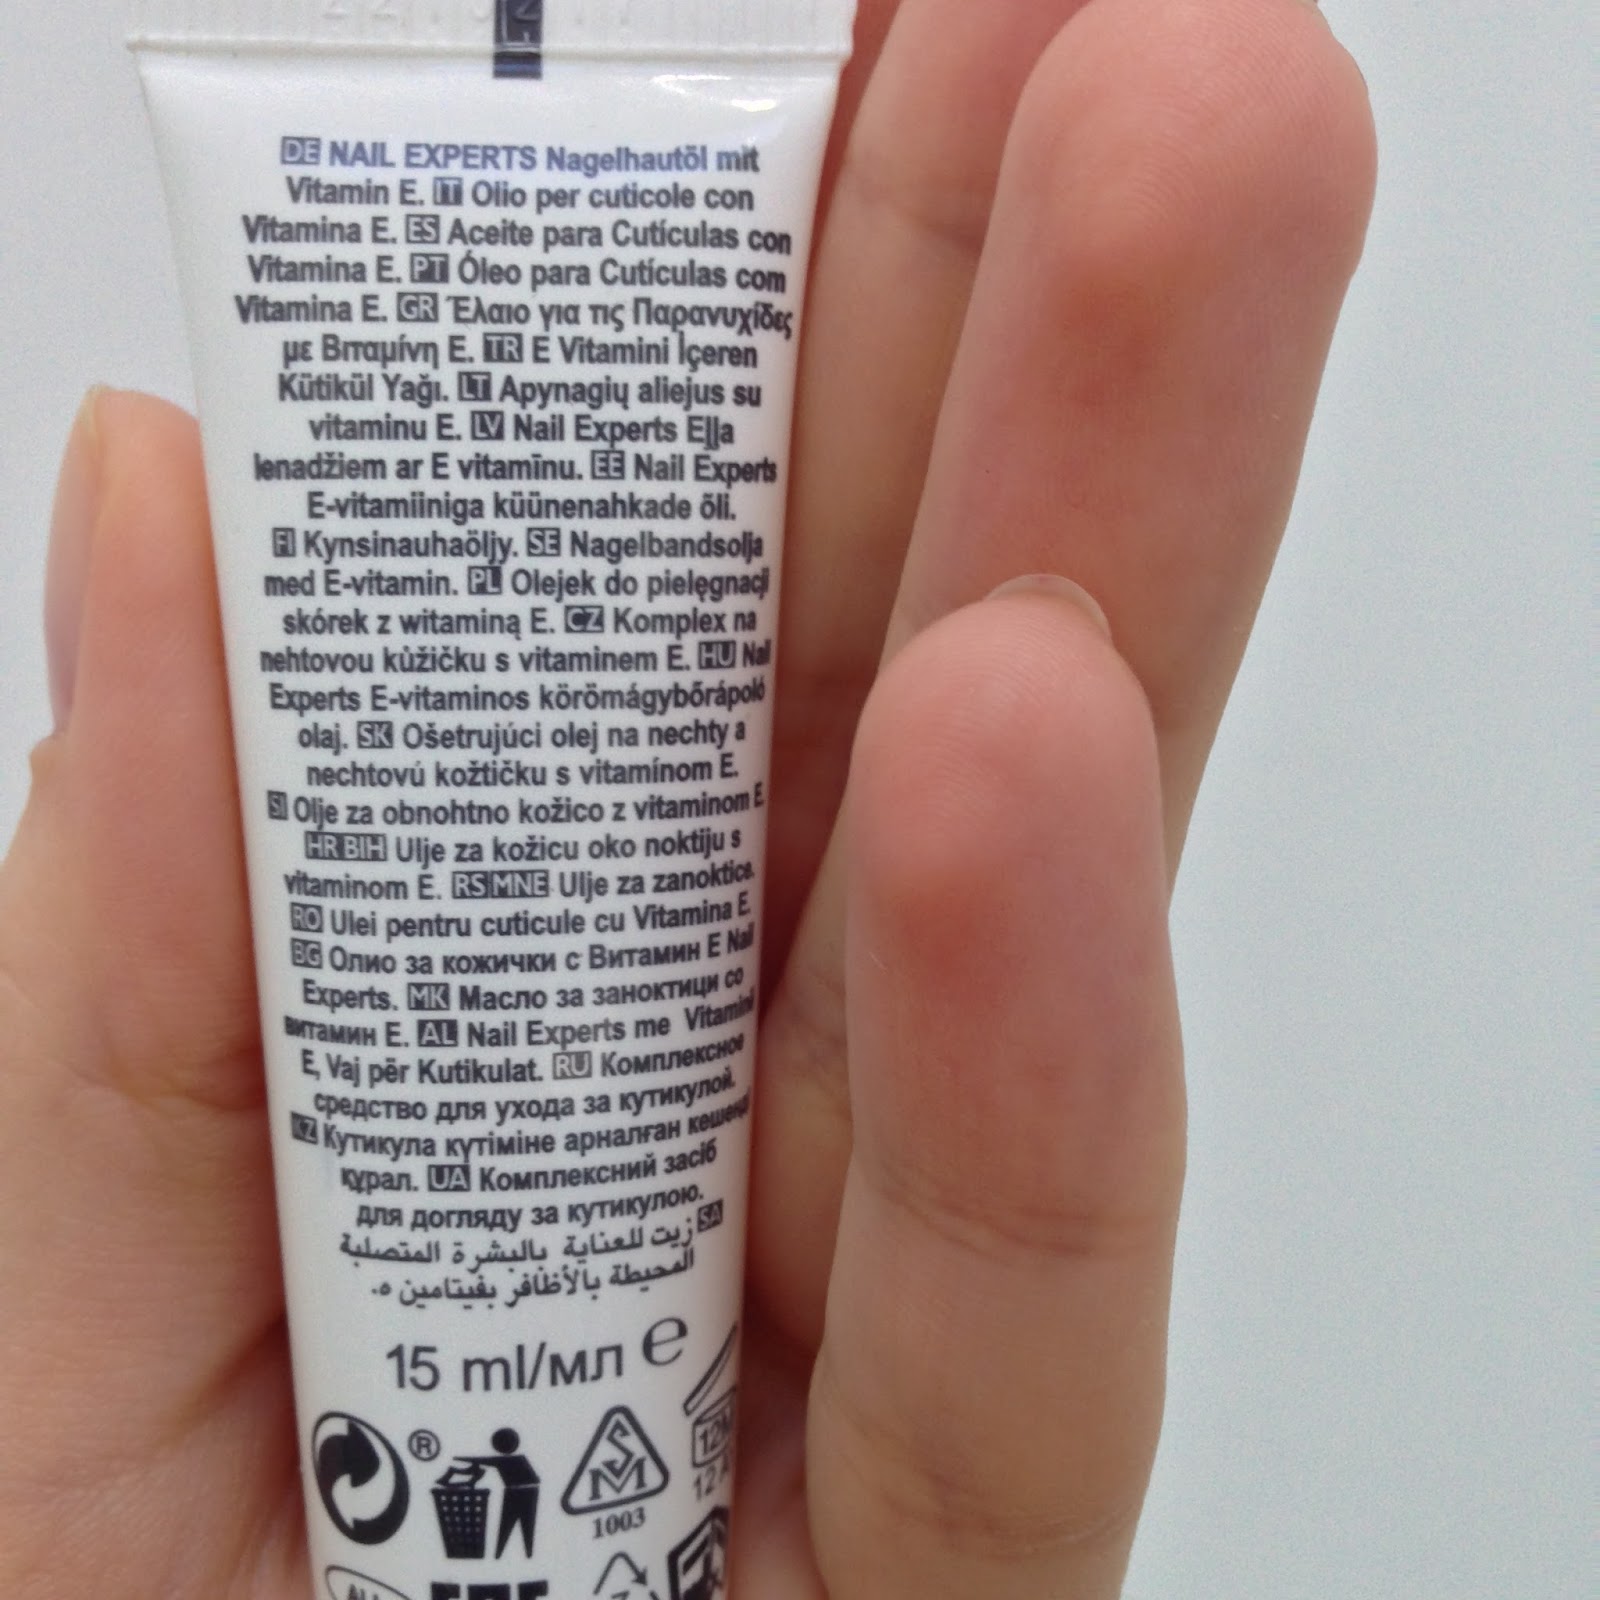 DE NAIL EXPERTS Nagelhautöl mit
Vitamin E. IT Olio per cuticole con
Vitamina E. ES Aceite para Cutículas con
Vitamina E. PT Óleo para Cutículas com
Vitamina E. GR Έλαιο για τις Παρανυχίδες
με Βιταμίνη Ε. TR E Vitamini İçeren
Kütikül Yağı. LT Apynagių aliejus su
vitaminu E. LV Nail Experts Eļļa
ienadžiem ar E vitamīnu. EE Nail Experts
E-vitamiiniga küünenahkade õli.
FI Kynsinauhaöljy. SE Nagelbandsolja
med E-vitamin. PL Olejek do pielęgnacji
skórek z witaminą E. CZ Komplex na
nehtovou kůžičku s vitaminem E. HU Nail
Experts E-vitaminos körömágybőrápoló
olaj. SK Ošetrujúci olej na nechty a
nechtovú kožtičku s vitamínom E.
SI Olje za obnohtno kožico z vitaminom E.
HR BIH Ulje za kožicu oko noktiju s
vitaminom E. RS MNE Ulje za zanoktice.
RO Ulei pentru cuticule cu Vitamina E.
BG Олио за кожички с Витамин Е Nail
Experts. MK Масло за заноктици со
витамин Е. AL Nail Experts me Vitaminë
E, Vaj për Kutikulat. RU Комплексное
средство для ухода за кутикулой.
KZ Кутикула күтіміне арналған кешенді
құрал. UA Комплексний засіб
для догляду за кутикулою.
SA زيت للعناية بالبشرة المتصلبة
المحيطة بالأظافر بفيتامين ه.
15 ml/мл e
®
12M
12
SM
1003